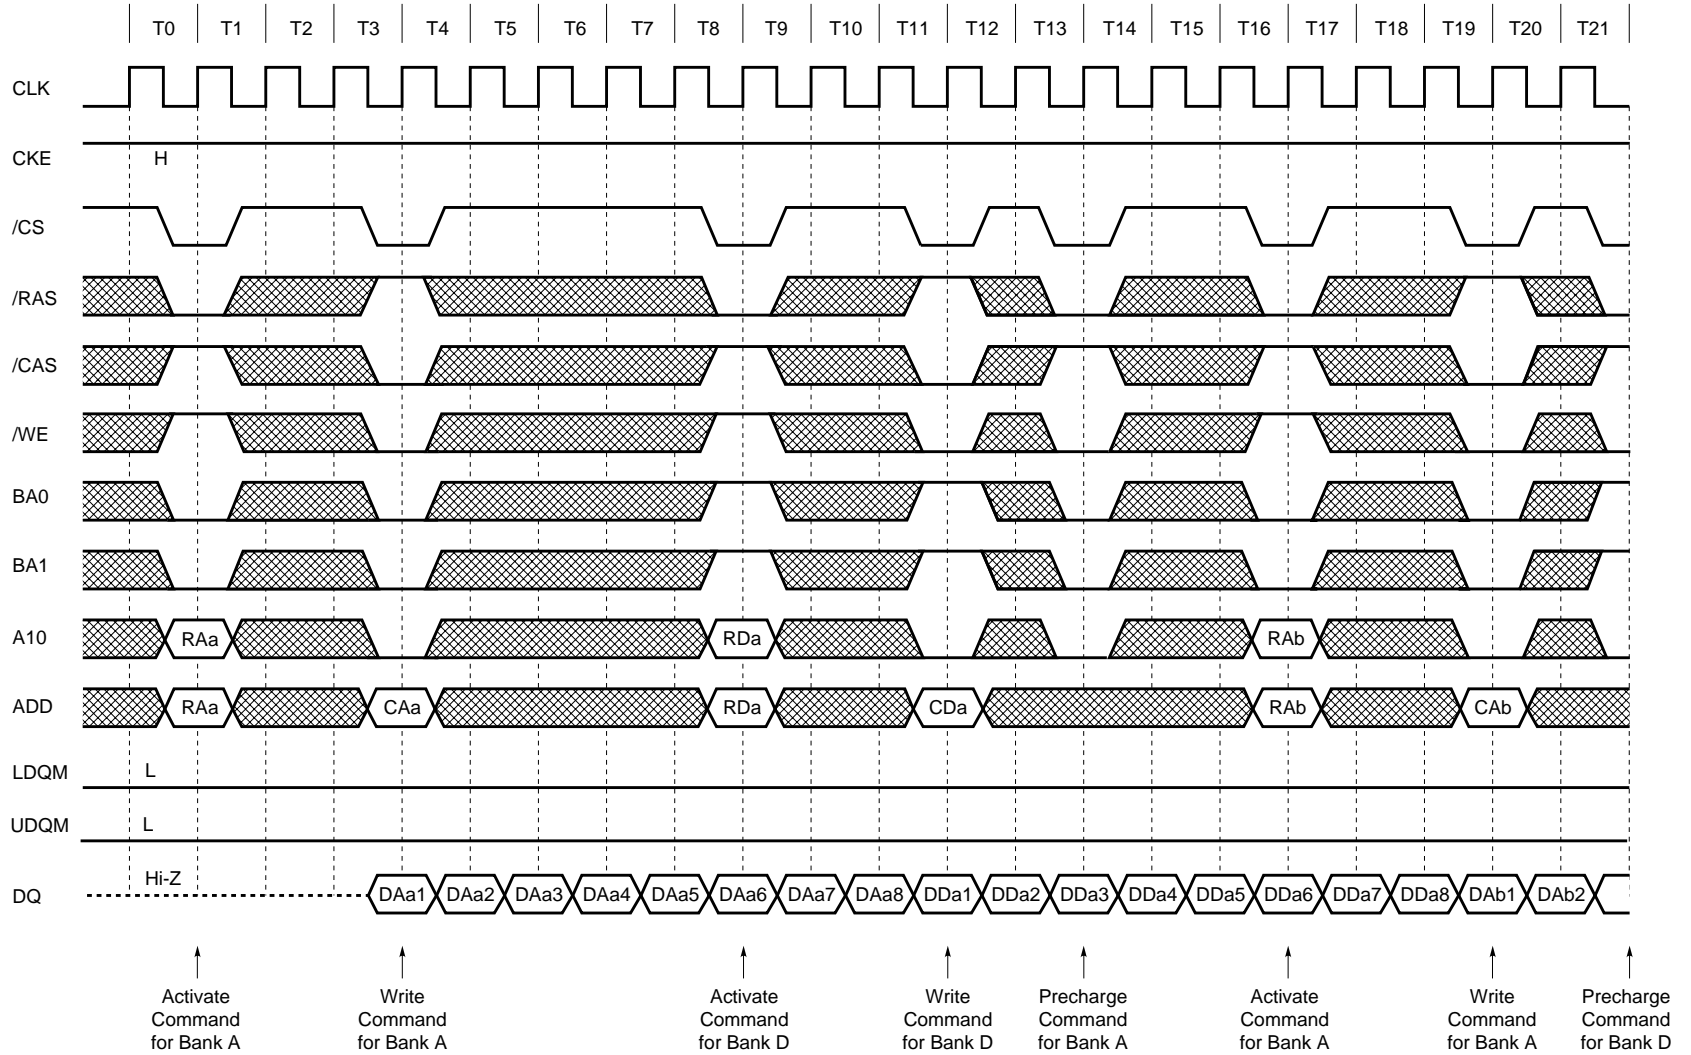 T0 T1 T2 T3 T4 T5 T6 T7 T8 T9 T10 T11 T12 T13 T14 T15 T16 T17 T18 T19 T20 T21
CLK
CKE H
/CS
/RAS
/CAS
/WE
BA0
BA1
A10 RAa RDa RAb
ADD RAa CAa RDa CDa RAb CAb
LDQM L
UDQM L
DQ Hi-Z DAa1 DAa2 DAa3 DAa4 DAa5 DAa6 DAa7 DAa8 DDa1 DDa2 DDa3 DDa4 DDa5 DDa6 DDa7 DDa8 DAb1 DAb2
Activate
Command
for Bank A
Write
Command
for Bank A
Activate
Command
for Bank D
Write
Command
for Bank D
Precharge
Command
for Bank A
Activate
Command
for Bank A
Write
Command
for Bank A
Precharge
Command
for Bank D